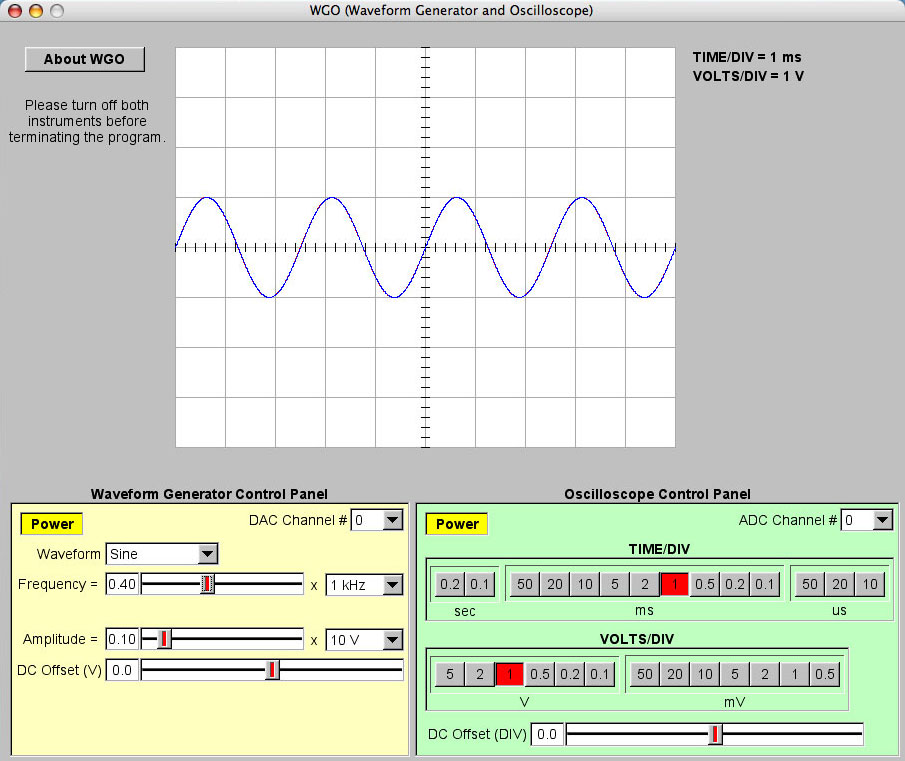 WGO (Waveform Generator and Oscilloscope)
About WGO
Please turn off both
instruments before
terminating the program.
TIME/DIV = 1 ms
VOLTS/DIV = 1 V
Waveform Generator Control Panel
Power
DAC Channel # 0
Waveform Sine
Frequency = 0.40 x 1 kHz
Amplitude = 0.10 x 10 V
DC Offset (V) 0.0
Oscilloscope Control Panel
Power
ADC Channel # 0
TIME/DIV
0.2 0.1 50 20 10 5 2 1 0.5 0.2 0.1 50 20 10
sec ms us
VOLTS/DIV
5 2 1 0.5 0.2 0.1 50 20 10 5 2 1 0.5
V mV
DC Offset (DIV) 0.0